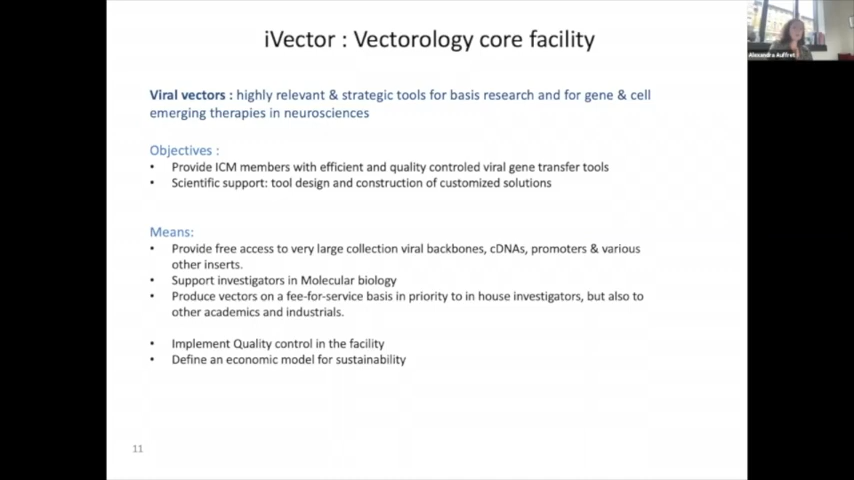 iVector : Vectorology core facility
Alexandra Auffret
Viral vectors : highly relevant & strategic tools for basis research and for gene & cell
emerging therapies in neurosciences
Objectives :
• Provide ICM members with efficient and quality controled viral gene transfer tools
• Scientific support: tool design and construction of customized solutions
Means:
• Provide free access to very large collection viral backbones, cDNAs, promoters & various
other inserts.
• Support investigators in Molecular biology
• Produce vectors on a fee-for-service basis in priority to in house investigators, but also to
other academics and industrials.
• Implement Quality control in the facility
• Define an economic model for sustainability
11